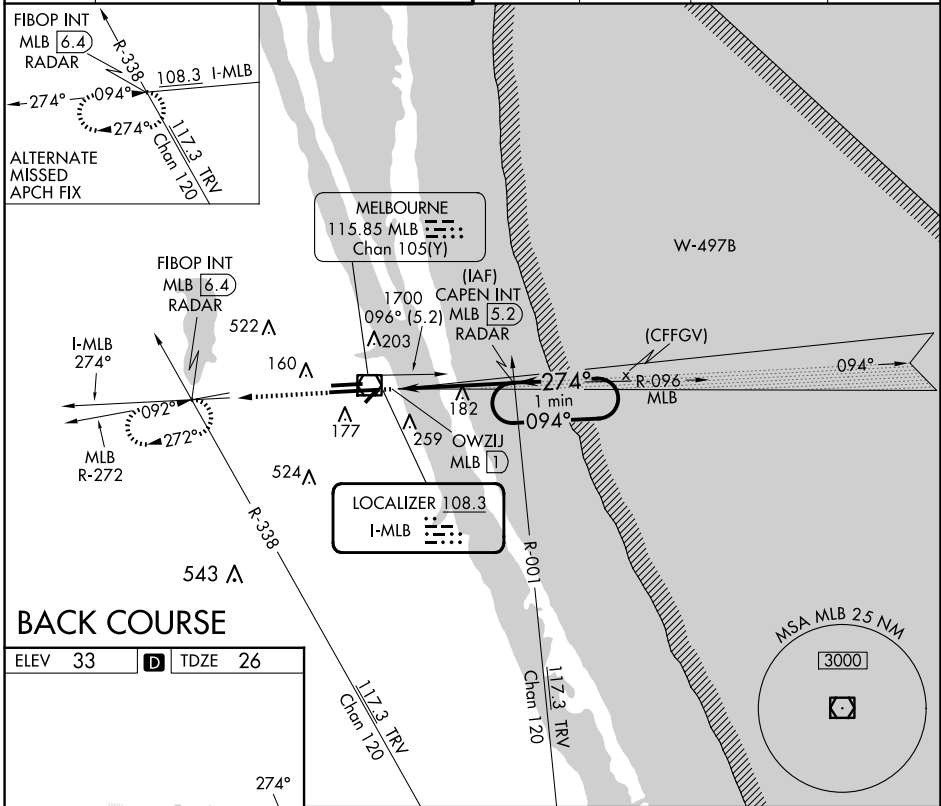 FIBOP INT
MLB 6.4
RADAR
R-338
108.3 I-MLB
274°
094°
274°
117.3 TRV
Chan 120
ALTERNATE
MISSED
APCH FIX
MELBOURNE
115.85 MLB
Chan 105(Y)
W-497B
FIBOP INT
MLB 6.4
RADAR
(IAF)
CAPEN INT
MLB 5.2
RADAR
1700
096° (5.2)
522
203
160
(CFFGV)
I-MLB
274°
094°
274°
1 min
094°
R-096
MLB
x
092°
272°
182
177
259
OWZIJ
MLB 1
MLB
R-272
524
LOCALIZER 108.3
I-MLB
R-338
R-001
543
BACK COURSE
MSA MLB 25 NM
3000
ELEV 33
D
TDZE 26
117.3 TRV
Chan 120
117.3 TRV
Chan 120
274°